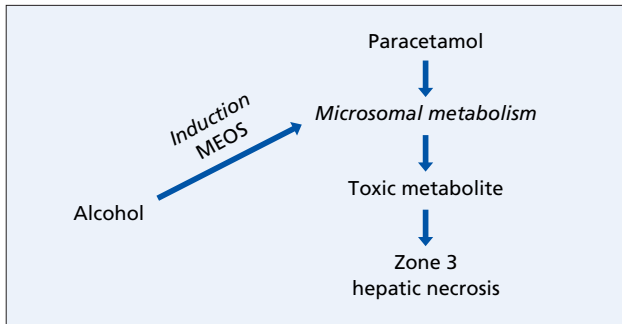 Paracetamol
Induction
MEOS
Microsomal metabolism
Toxic metabolite
Alcohol
Zone 3
hepatic necrosis